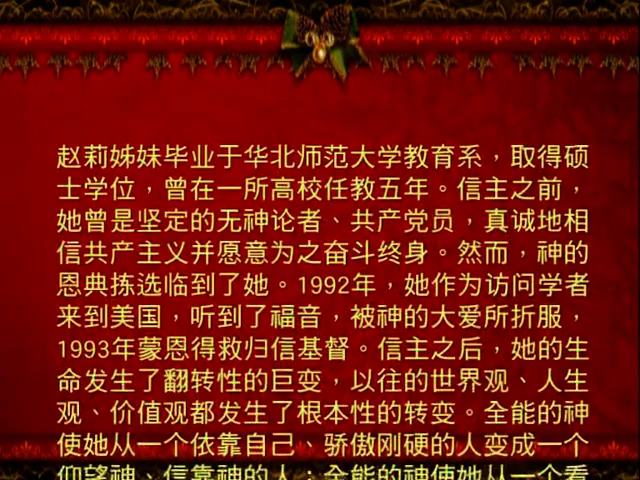 赵莉姊妹毕业于华北师范大学教育系，取得硕
士学位，曾在一所高校任教五年。信主之前，
她曾是坚定的无神论者、共产党员，真诚地相
信共产主义并愿意为之奋斗终身。然而，神的
恩典拣选临到了她。1992年，她作为访问学者
来到美国，听到了福音，被神的大爱所折服，
1993年蒙恩得救归信基督。信主之后，她的生
命发生了翻转性的巨变，以往的世界观、人生
观、价值观都发生了根本性的转变。全能的神
使她从一个依靠自己、骄傲刚硬的人变成一个
仰望神、信靠神的人；全能的神使她从一个看